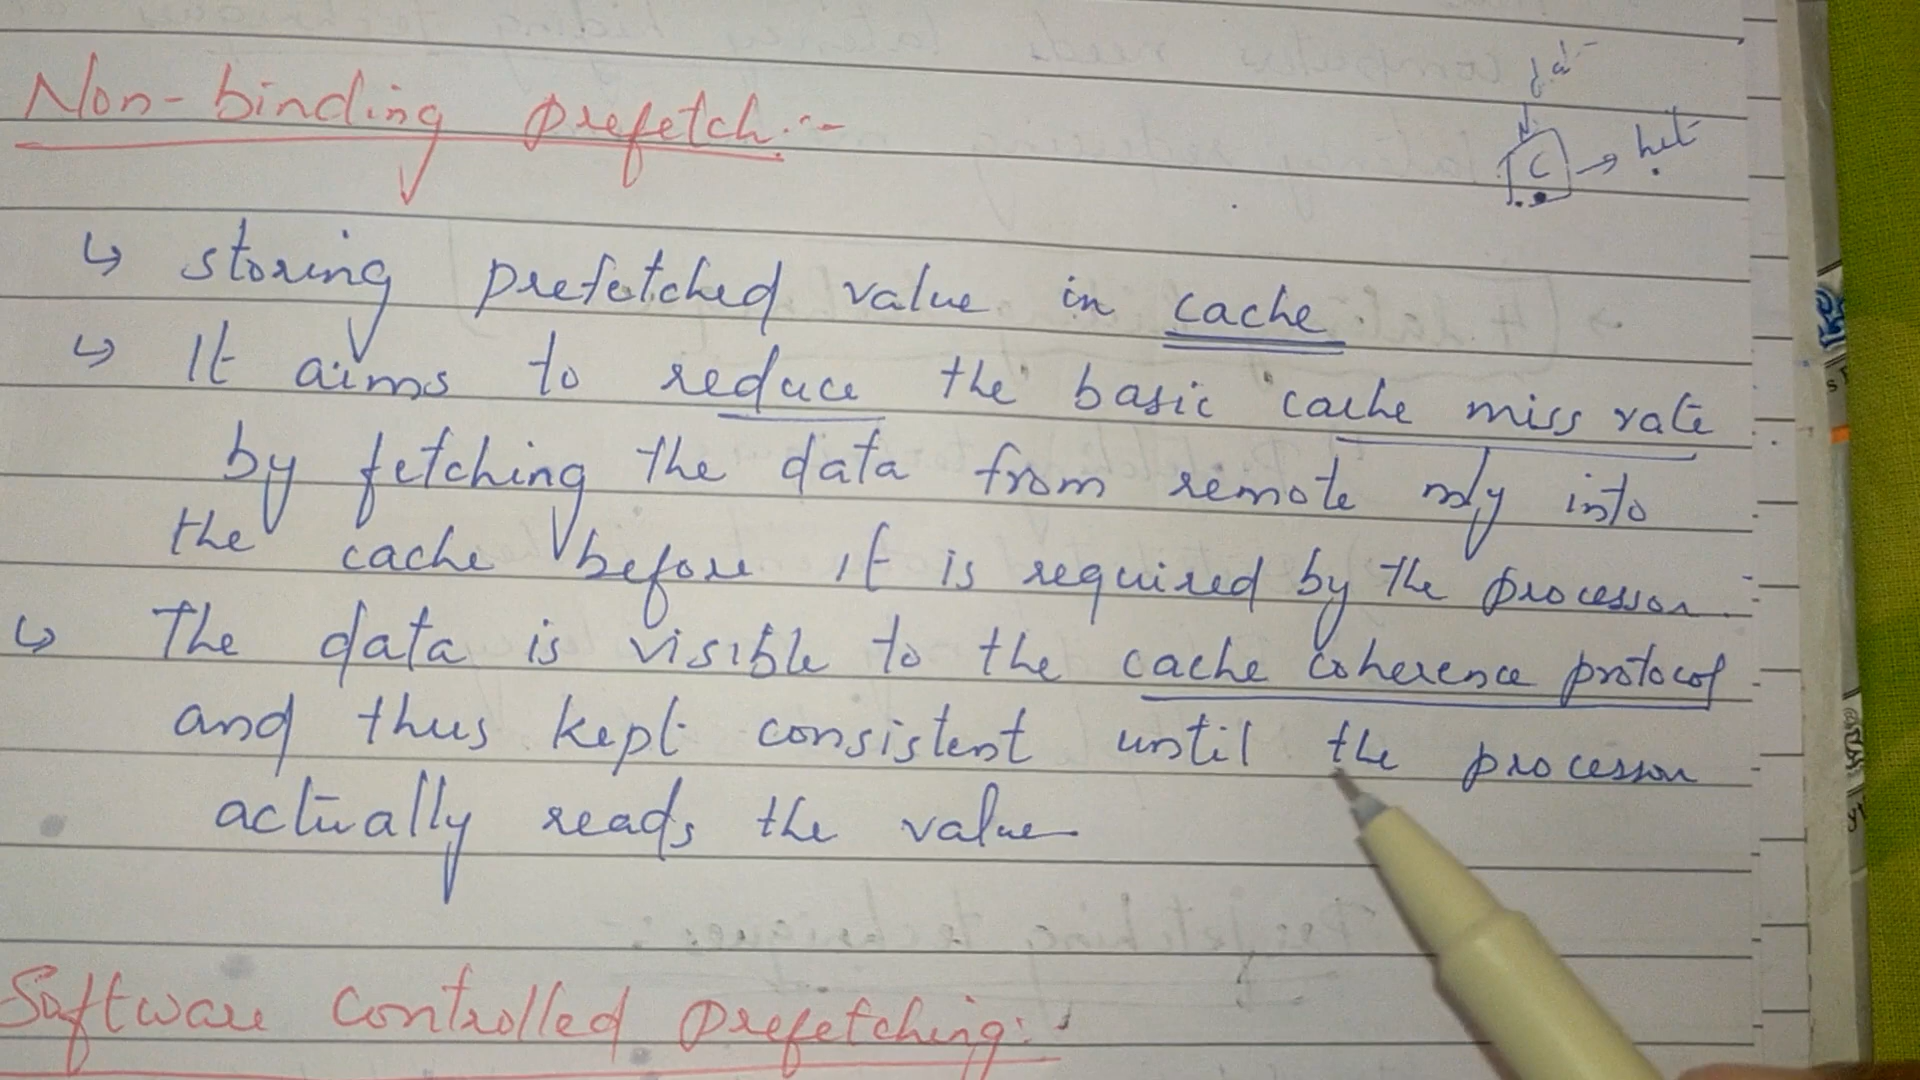 Non-binding prefetch :-
C → hit
↳ storing prefetched value in cache
↳ It aims to reduce the basic cache miss rate
by fetching the data from remote m/y into
the cache before it is required by the processor.
↳ The data is visible to the cache coherence protocol
and thus kept consistent until the processor
actually reads the value
Software Controlled prefetching:-